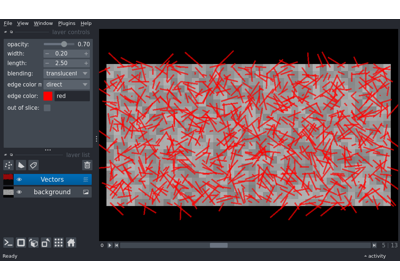 File View Window Plugins Help
layer controls
opacity: 0.70
width: 0.20
length: 2.50
blending: translucent
edge color m direct
edge color: red
out of slice:
layer list
Vectors
background
0 5 13
Ready activity